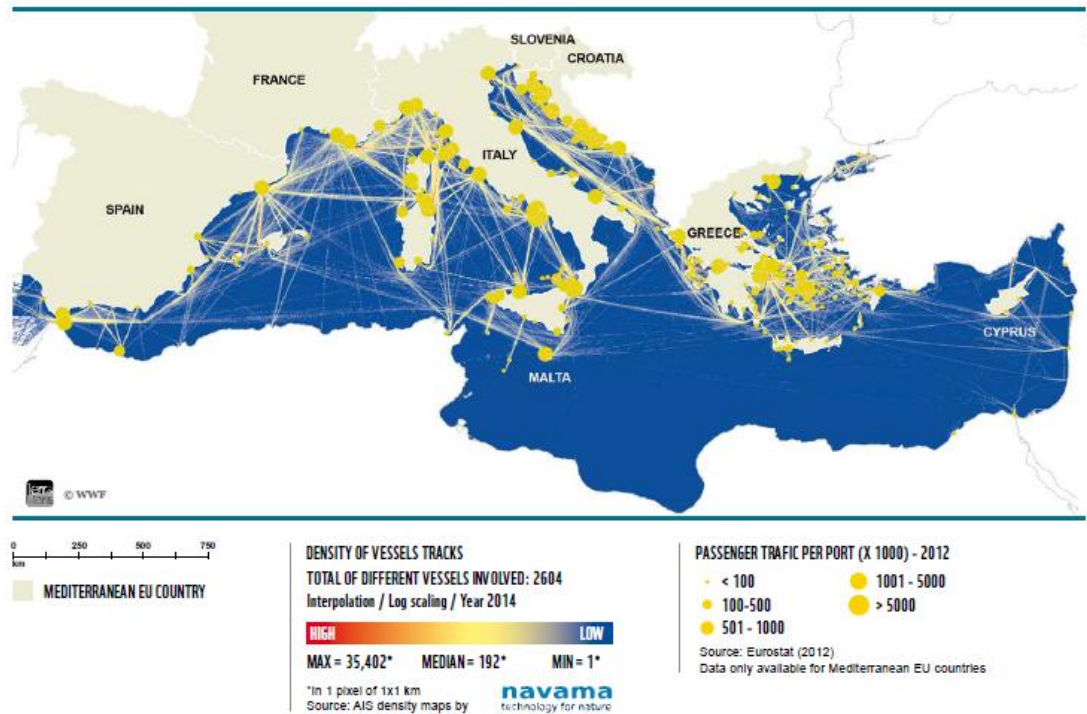 SLOVENIA
CROATIA
FRANCE
ITALY
SPAIN
GREECE
CYPRUS
MALTA
© WWF
0 250 500 750
km
MEDITERRANEAN EU COUNTRY
DENSITY OF VESSELS TRACKS
TOTAL OF DIFFERENT VESSELS INVOLVED: 2604
Interpolation / Log scaling / Year 2014
HIGH LOW
MAX = 35,402* MEDIAN = 192* MIN = 1*
*In 1 pixel of 1x1 km
Source: AIS density maps by
navama
technology for nature
PASSENGER TRAFIC PER PORT (X 1000) - 2012
< 100
100-500
501 - 1000
1001 - 5000
> 5000
Source: Eurostat (2012)
Data only available for Mediterranean EU countries